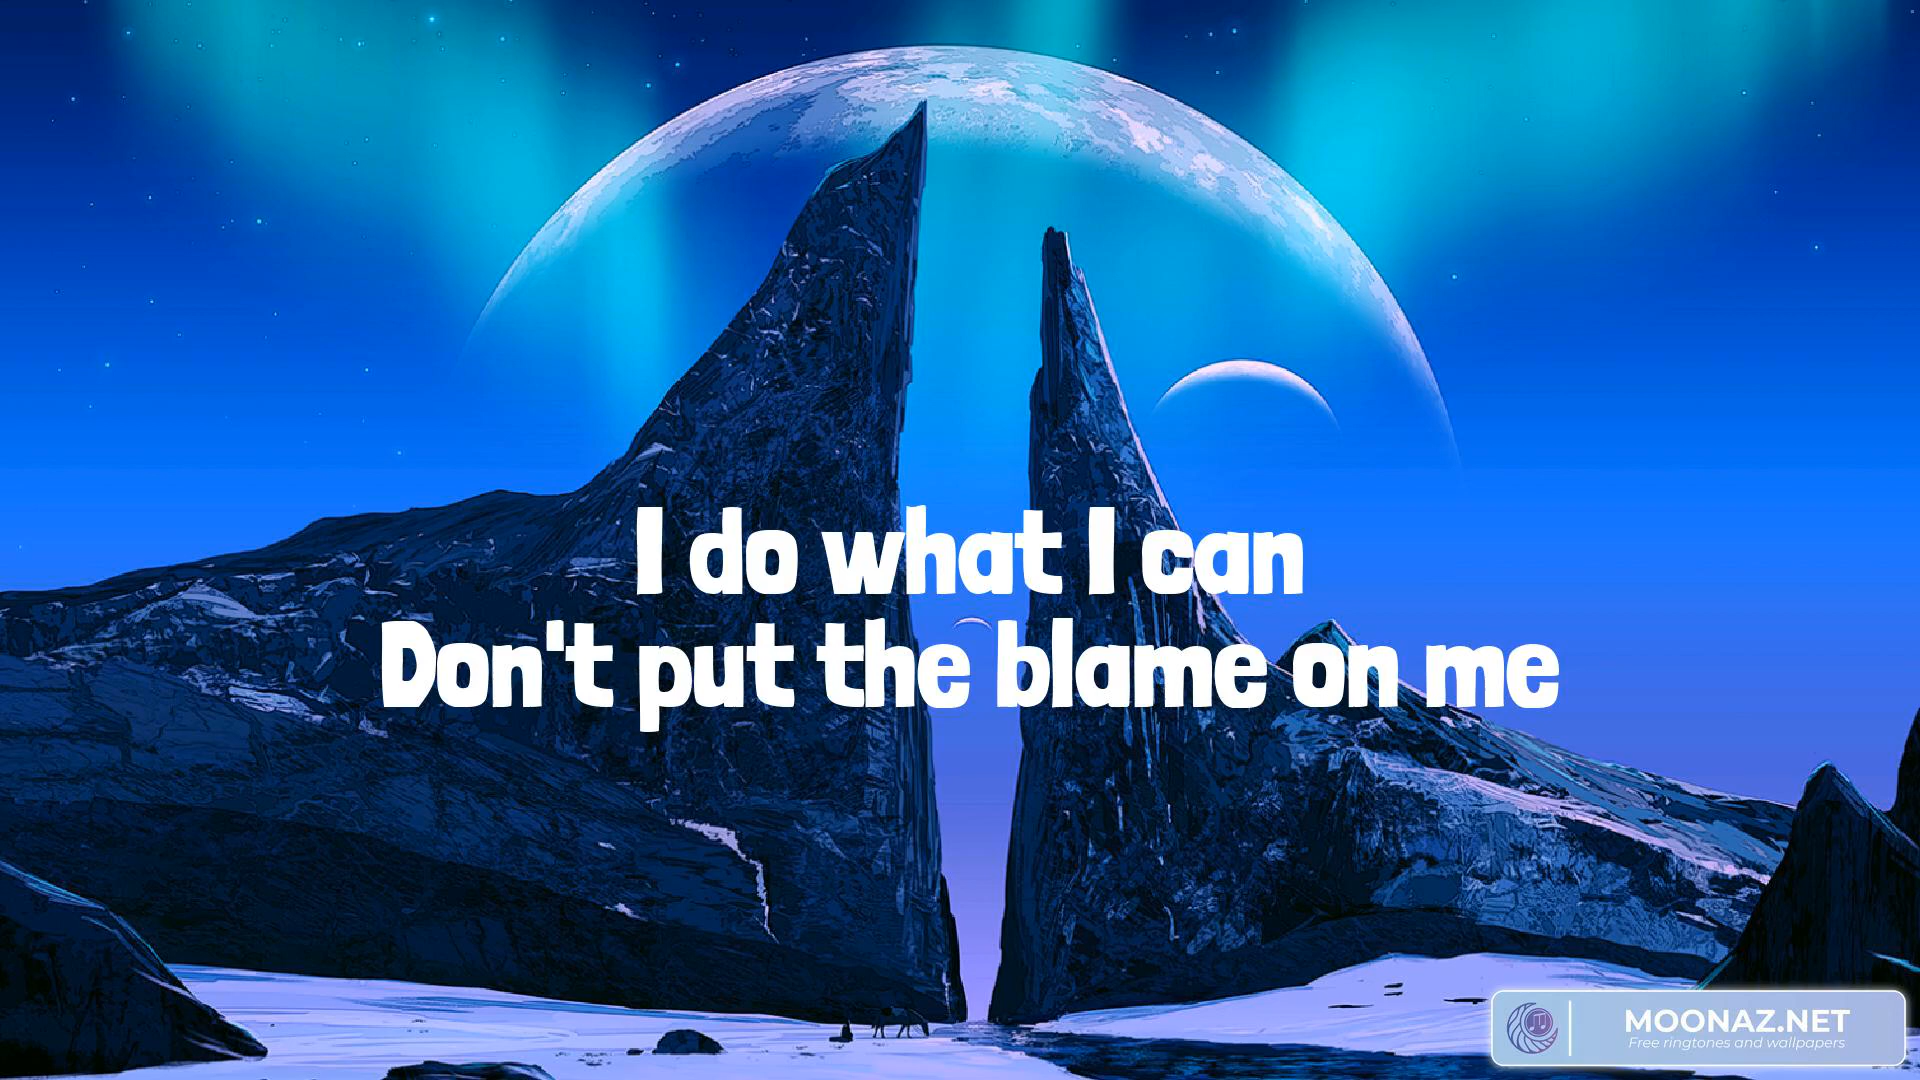 I do what I can
Don't put the blame on me
MOONAZ.NET
Free ringtones and wallpapers